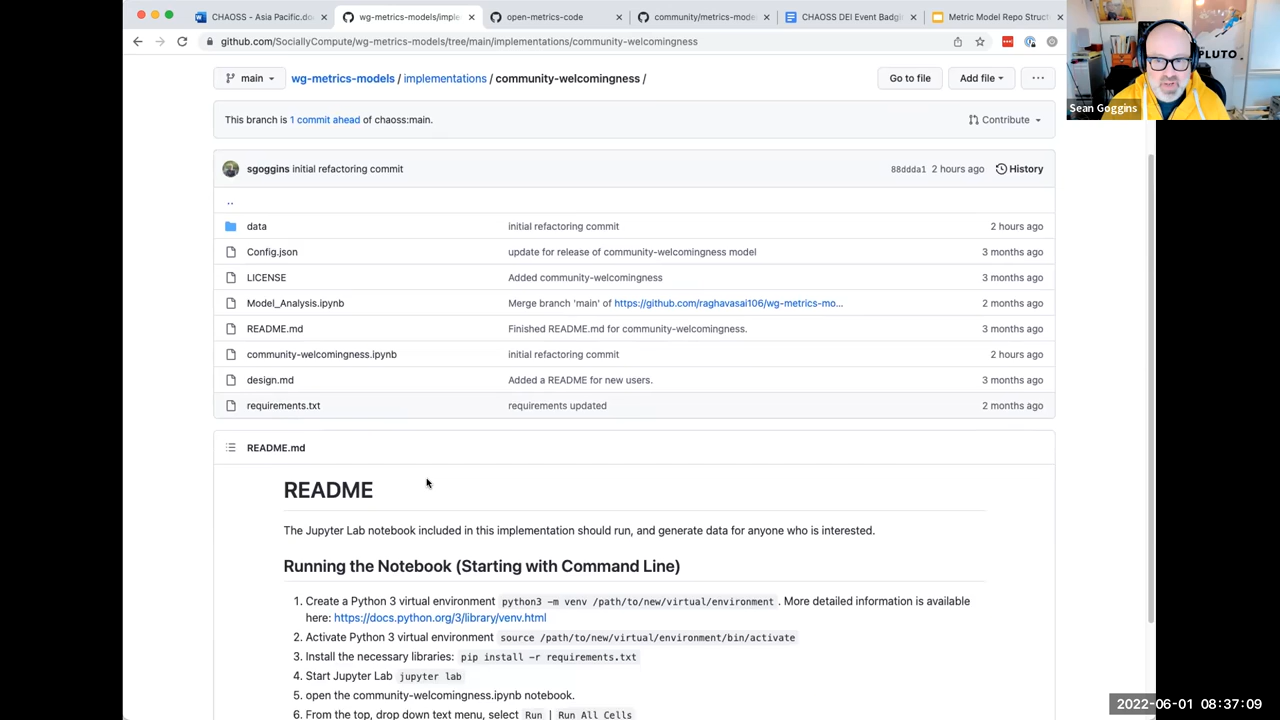 CHAOSS - Asia Pacific.do
wg-metrics-models/imple
open-metrics-code
community/metrics-mode
CHAOSS DEI Event Badg
Metric Model Repo Struct
github.com/SociallyCompute/wg-metrics-models/tree/main/implementations/community-welcomingness
PLUTO
Sean Goggins
main
wg-metrics-models / implementations / community-welcomingness /
Go to file
Add file
This branch is 1 commit ahead of chaoss:main.
Contribute
sgoggins initial refactoring commit 88ddda1 2 hours ago History
..
data initial refactoring commit 2 hours ago
Config.json update for release of community-welcomingness model 3 months ago
LICENSE Added community-welcomingness 3 months ago
Model_Analysis.ipynb Merge branch 'main' of https://github.com/raghavasai106/wg-metrics-mo... 2 months ago
README.md Finished README.md for community-welcomingness. 3 months ago
community-welcomingness.ipynb initial refactoring commit 2 hours ago
design.md Added a README for new users. 3 months ago
requirements.txt requirements updated 2 months ago
README.md
README
The Jupyter Lab notebook included in this implementation should run, and generate data for anyone who is interested.
Running the Notebook (Starting with Command Line)
1. Create a Python 3 virtual environment python3 -m venv /path/to/new/virtual/environment . More detailed information is available
here: https://docs.python.org/3/library/venv.html
2. Activate Python 3 virtual environment source /path/to/new/virtual/environment/bin/activate
3. Install the necessary libraries: pip install -r requirements.txt
4. Start Jupyter Lab jupyter lab
5. open the community-welcomingness.ipynb notebook.
6. From the top, drop down text menu, select Run | Run All Cells
2022-06-01 08:37:09